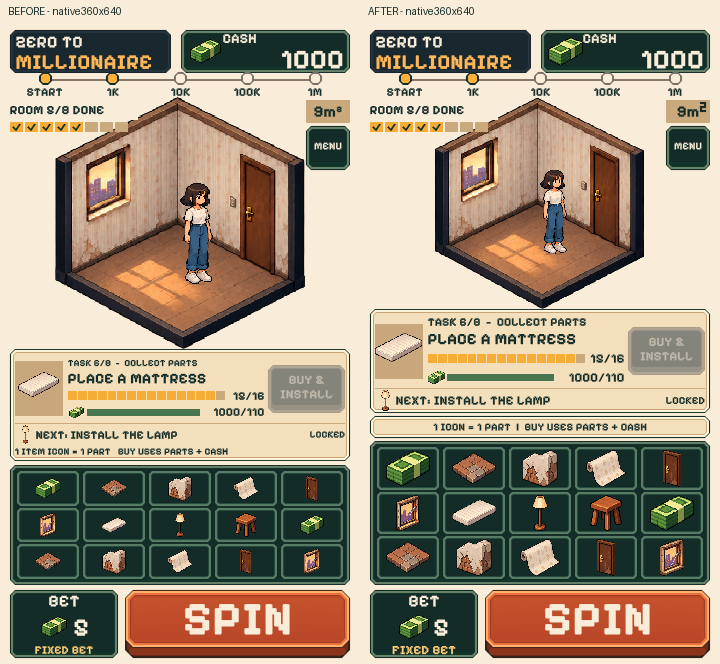 BEFORE - native360x640
ZERO TO
MILLIONAIRE
CASH
1000
START 1K 10K 100K 1M
ROOM 5/8 DONE
9m²
MENU
TASK 6/8 - COLLECT PARTS
PLACE A MATTRESS
15/16
1000/110
BUY & INSTALL
NEXT: INSTALL THE LAMP
LOCKED
1 ITEM ICON = 1 PART BUY USES PARTS + CASH
BET
5
FIXED BET
SPIN
AFTER - native360x640
ZERO TO
MILLIONAIRE
CASH
1000
START 1K 10K 100K 1M
ROOM 5/8 DONE
9m²
MENU
TASK 6/8 - COLLECT PARTS
PLACE A MATTRESS
15/16
1000/110
BUY & INSTALL
NEXT: INSTALL THE LAMP
LOCKED
1 ICON = 1 PART | BUY USES PARTS + CASH
BET
5
FIXED BET
SPIN